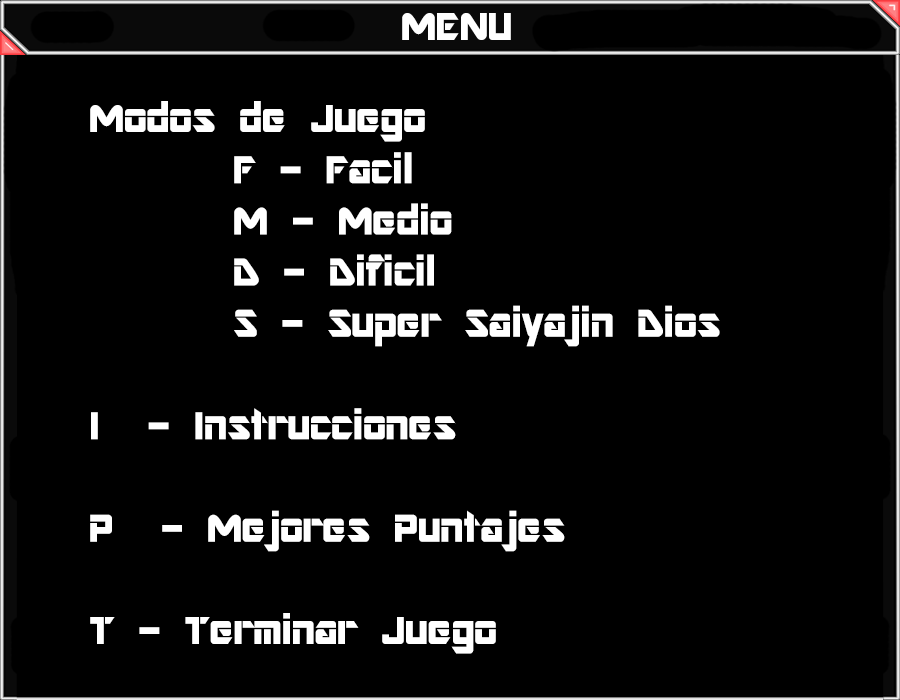 MENU
Modos de Juego
F - Facil
M - Medio
D - Dificil
S - Super Saiyajin Dios
I - Instrucciones
P - Mejores Puntajes
T - Terminar Juego